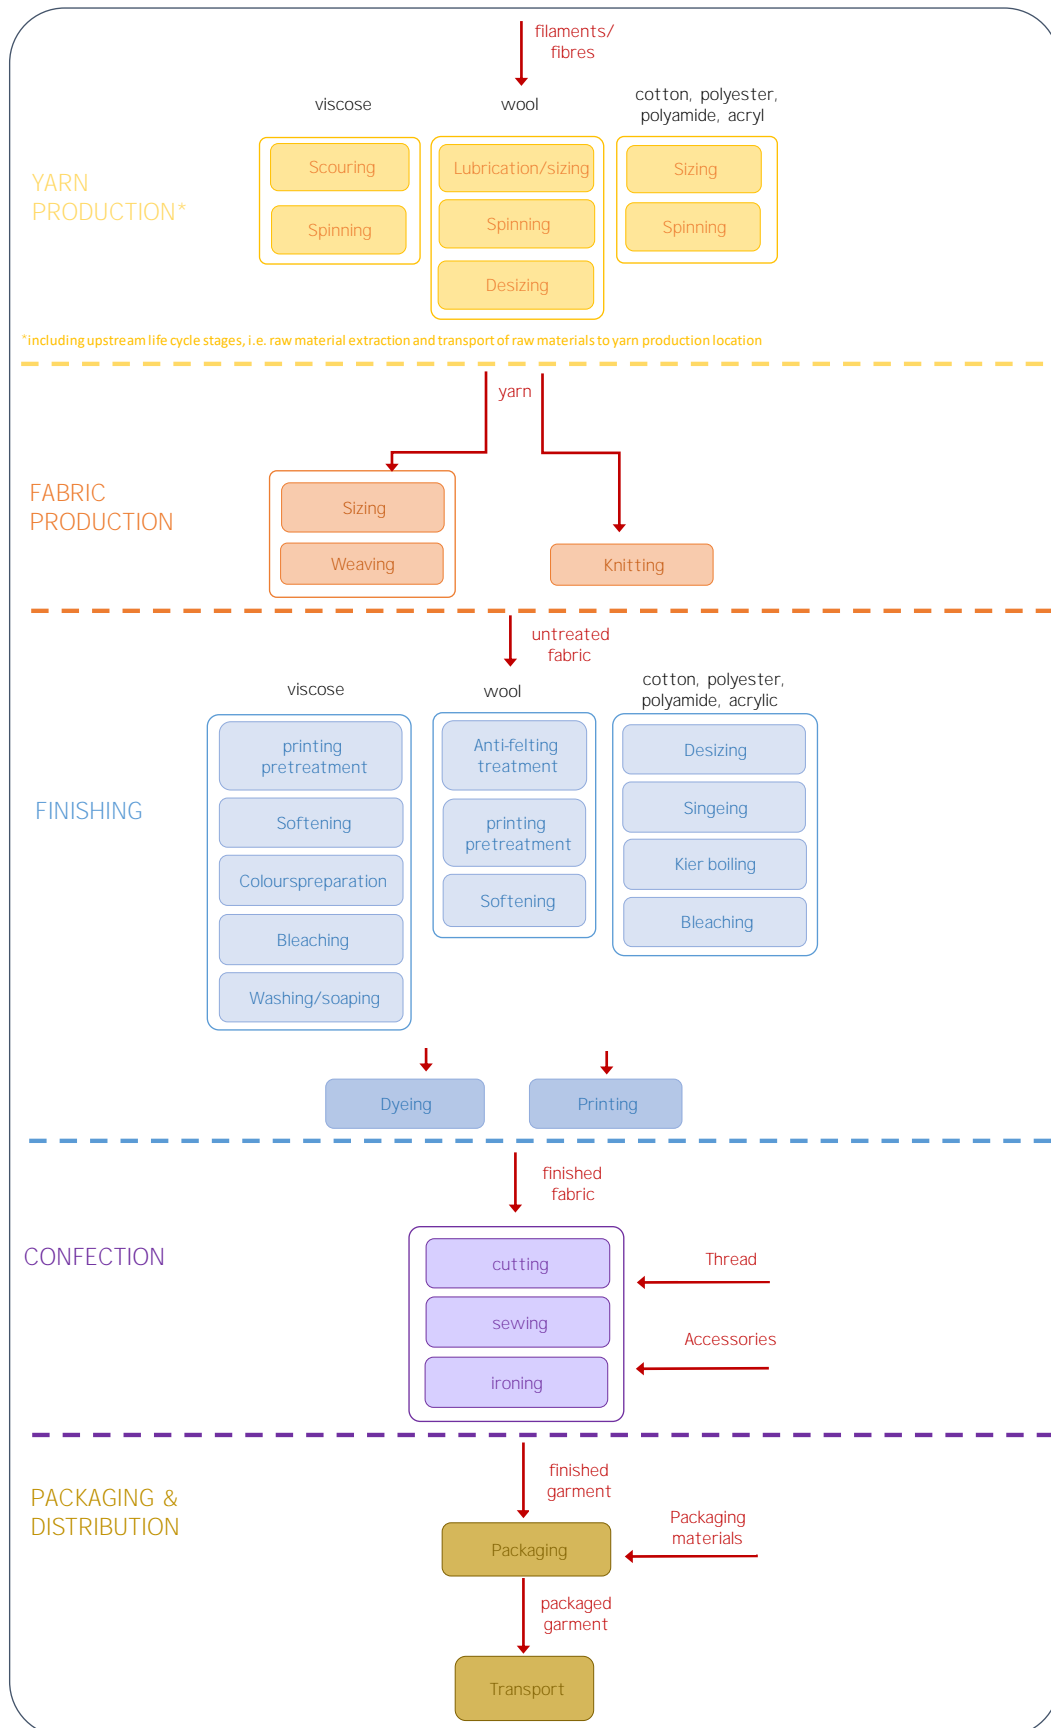 filaments/
fibres
viscose
wool
cotton, polyester,
polyamide, acryl
YARN
PRODUCTION*
Scouring
Spinning
Lubrication/sizing
Spinning
Desizing
Sizing
Spinning
*including upstream life cycle stages, i.e. raw material extraction and transport of raw materials to yarn production location
yarn
FABRIC
PRODUCTION
Sizing
Weaving
Knitting
untreated
fabric
viscose
wool
cotton, polyester,
polyamide, acrylic
FINISHING
printing
pretreatment
Softening
Colourspreparation
Bleaching
Washing/soaping
Anti-felting
treatment
printing
pretreatment
Softening
Desizing
Singeing
Kier boiling
Bleaching
Dyeing
Printing
finished
fabric
CONFECTION
cutting
sewing
ironing
Thread
Accessories
finished
garment
PACKAGING &
DISTRIBUTION
Packaging
materials
Packaging
packaged
garment
Transport